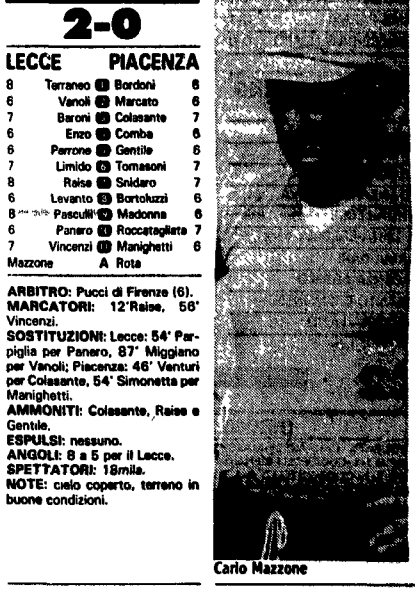 2-0
LECCE PIACENZA
8 Terraneo 1 Bordoni 6
6 Vanoli 2 Marcato 6
7 Baroni 3 Colasante 7
6 Enzo 4 Comba 6
6 Perrone 5 Gentile 6
7 Limido 6 Tomasoni 7
8 Raise 7 Snidaro 7
6 Levanto 8 Bortoluzzi 6
8 Pasculli 9 Madonna 6
6 Panero 10 Roccatagliata 7
7 Vincenzi 11 Manighetti 6
Mazzone A Rota
ARBITRO: Pucci di Firenze (6).
MARCATORI: 12'Raise, 56'
Vincenzi.
SOSTITUZIONI: Lecce: 54' Par-
piglia per Panero, 87' Miggiano
per Vanoli; Piacenza: 46' Venturi
per Colasante, 54' Simonetta per
Manighetti.
AMMONITI: Colasante, Raise e
Gentile.
ESPULSI: nessuno.
ANGOLI: 8 a 5 per il Lecce.
SPETTATORI: 18mila.
NOTE: cielo coperto, terreno in
buone condizioni.
Carlo Mazzone